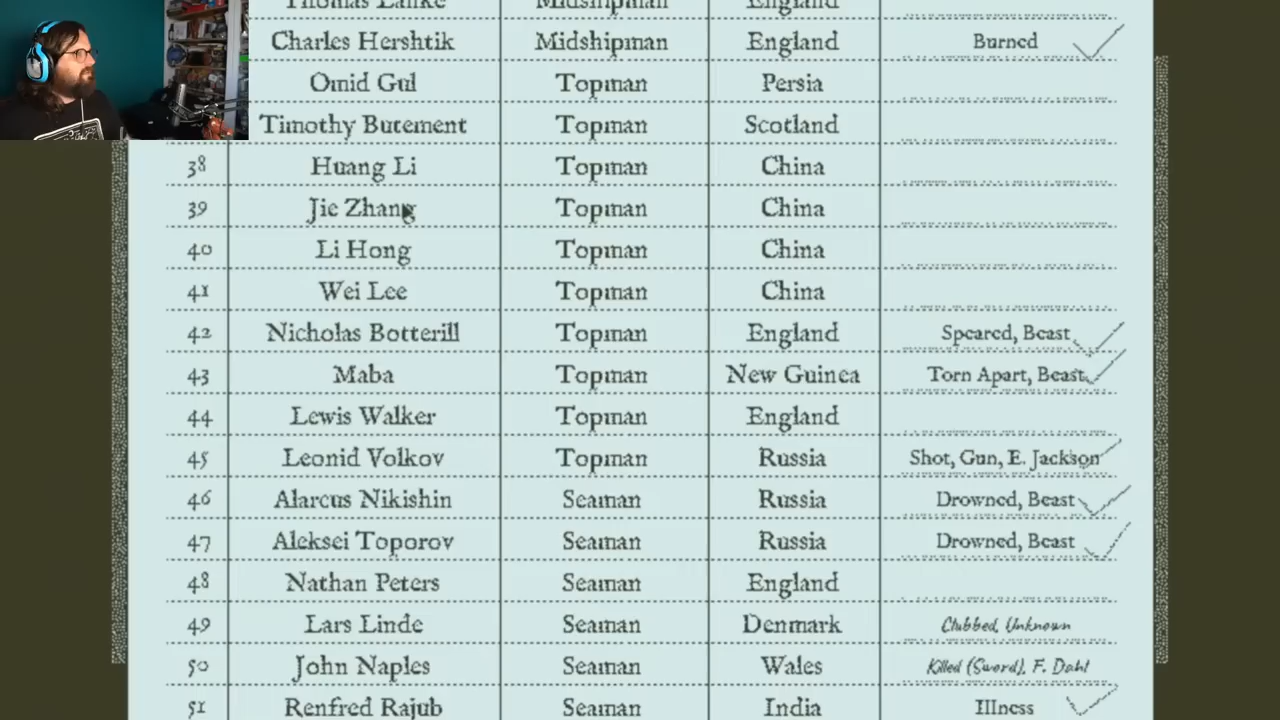 Thomas Lanke Midshipman England
Charles Hershtik Midshipman England Burned
Omid Gul Topman Persia
Timothy Butement Topman Scotland
38 Huang Li Topman China
39 Jie Zhang Topman China
40 Li Hong Topman China
41 Wei Lee Topman China
42 Nicholas Botterill Topman England Speared, Beast
43 Maba Topman New Guinea Torn Apart, Beast
44 Lewis Walker Topman England
45 Leonid Volkov Topman Russia Shot, Gun, E. Jackson
46 Alarcus Nikishin Seaman Russia Drowned, Beast
47 Aleksei Toporov Seaman Russia Drowned, Beast
48 Nathan Peters Seaman England
49 Lars Linde Seaman Denmark Clubbed, Unknown
50 John Naples Seaman Wales Killed (Sword), F. Dahl
51 Renfred Rajub Seaman India Illness